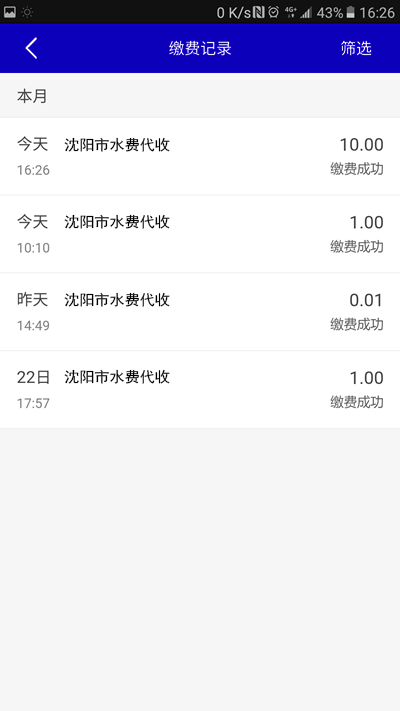 0 K/s 4G+ 43% 16:26
缴费记录 筛选
本月
今天 沈阳市水费代收 10.00
16:26 缴费成功
今天 沈阳市水费代收 1.00
10:10 缴费成功
昨天 沈阳市水费代收 0.01
14:49 缴费成功
22日 沈阳市水费代收 1.00
17:57 缴费成功